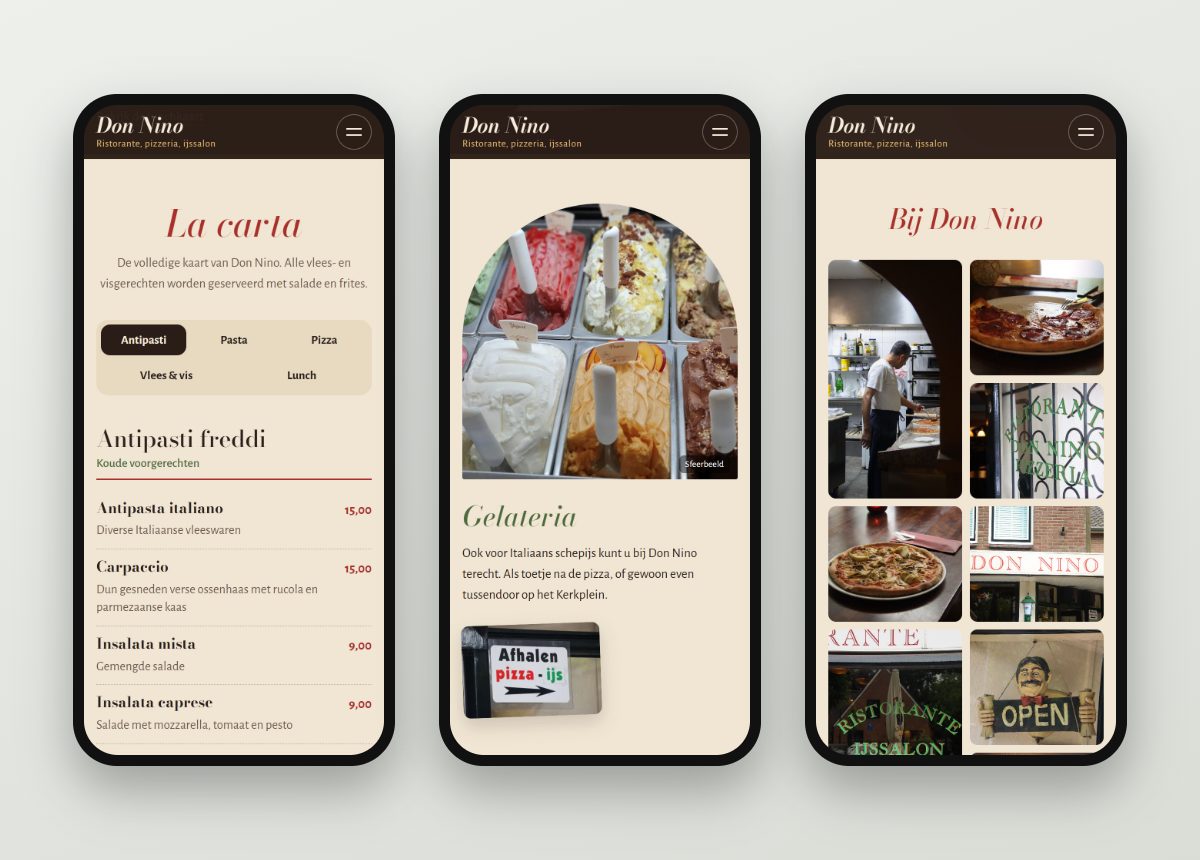 Don Nino
Ristorante, pizzeria, ijssalon
La carta
De volledige kaart van Don Nino. Alle vlees- en
visgerechten worden geserveerd met salade en frites.
Antipasti
Pasta
Pizza
Vlees & vis
Lunch
Antipasti freddi
Koude voorgerechten
Antipasta italiano
15,00
Diverse Italiaanse vleeswaren
Carpaccio
15,00
Dun gesneden verse ossenhaas met rucola en
parmezaanse kaas
Insalata mista
9,00
Gemengde salade
Insalata caprese
9,00
Salade met mozzarella, tomaat en pesto
Don Nino
Ristorante, pizzeria, ijssalon
Sfeerbeeld
Gelateria
Ook voor Italiaans schepijs kunt u bij Don Nino
terecht. Als toetje na de pizza, of gewoon even
tussendoor op het Kerkplein.
Afhalen
pizza - ijs
Don Nino
Ristorante, pizzeria, ijssalon
Bij Don Nino
DON NINO
DON NINO
RANTE
RISTORANTE
IJSSALON
OPEN